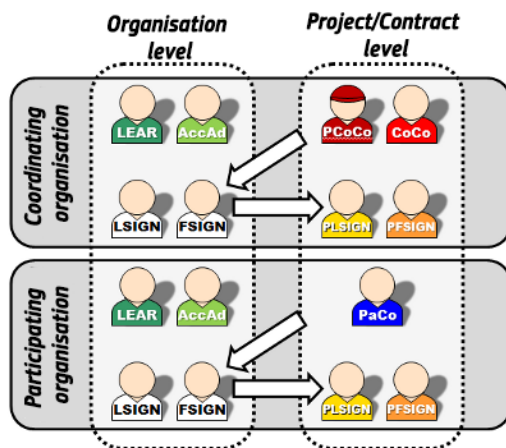 Organisation
level
Project/Contract
level
Coordinating
organisation
LEAR AccAd PCoCo CoCo
LSIGN FSIGN PLSIGN PFSIGN
Participating
organisation
LEAR AccAd PaCo
LSIGN FSIGN PLSIGN PFSIGN